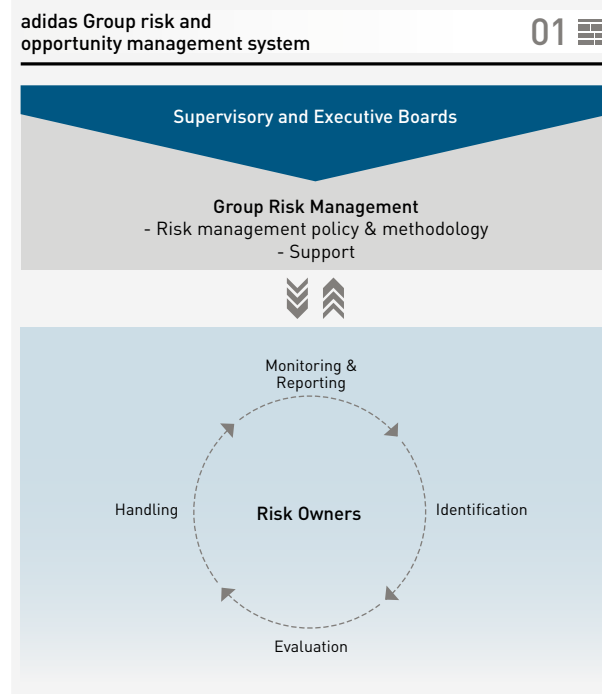 adidas Group risk and
opportunity management system
01
Supervisory and Executive Boards
Group Risk Management
- Risk management policy & methodology
- Support
Monitoring &
Reporting
Handling
Risk Owners
Identification
Evaluation